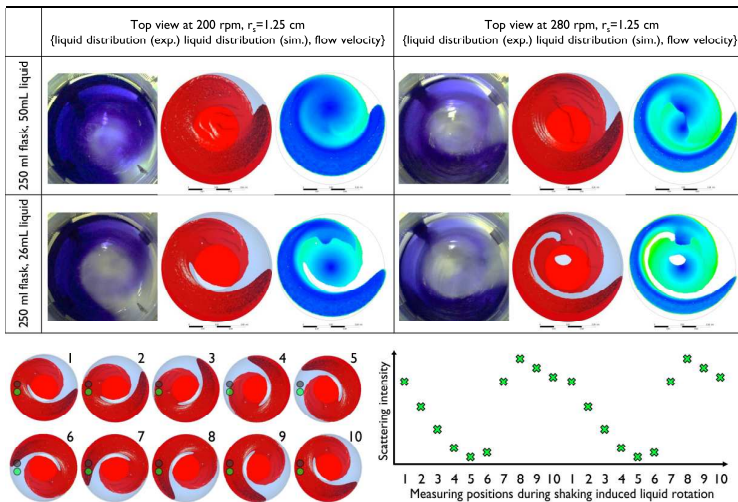 Top view at 200 rpm, rₛ=1.25 cm
{liquid distribution (exp.) liquid distribution (sim.), flow velocity}
Top view at 280 rpm, rₛ=1.25 cm
{liquid distribution (exp.) liquid distribution (sim.), flow velocity}
250 ml flask, 50mL liquid
250 ml flask, 26mL liquid
1 2 3 4 5
6 7 8 9 10
Scattering intensity
1 2 3 4 5 6 7 8 9 10 1 2 3 4 5 6 7 8 9 10
Measuring positions during shaking induced liquid rotation